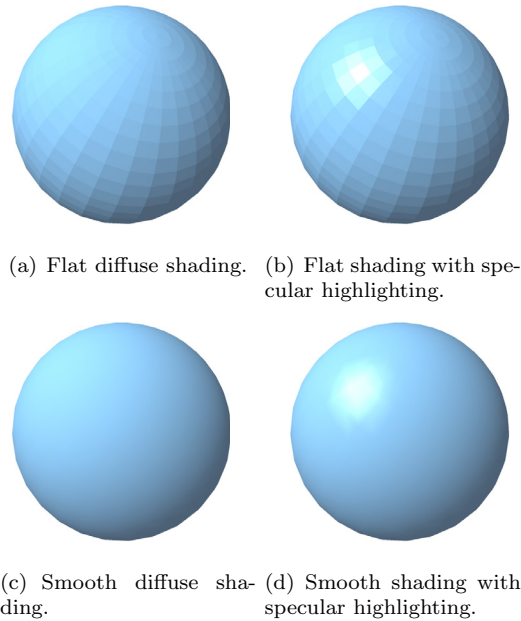 (a) Flat diffuse shading.
(b) Flat shading with spe-
cular highlighting.
(c) Smooth diffuse sha-
ding.
(d) Smooth shading with
specular highlighting.